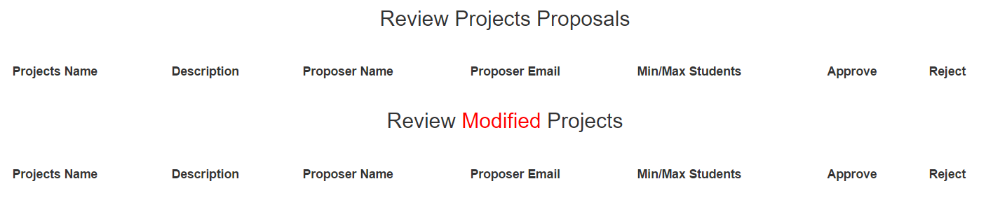 Review Projects Proposals
Projects Name Description Proposer Name Proposer Email Min/Max Students Approve Reject
Review Modified Projects
Projects Name Description Proposer Name Proposer Email Min/Max Students Approve Reject